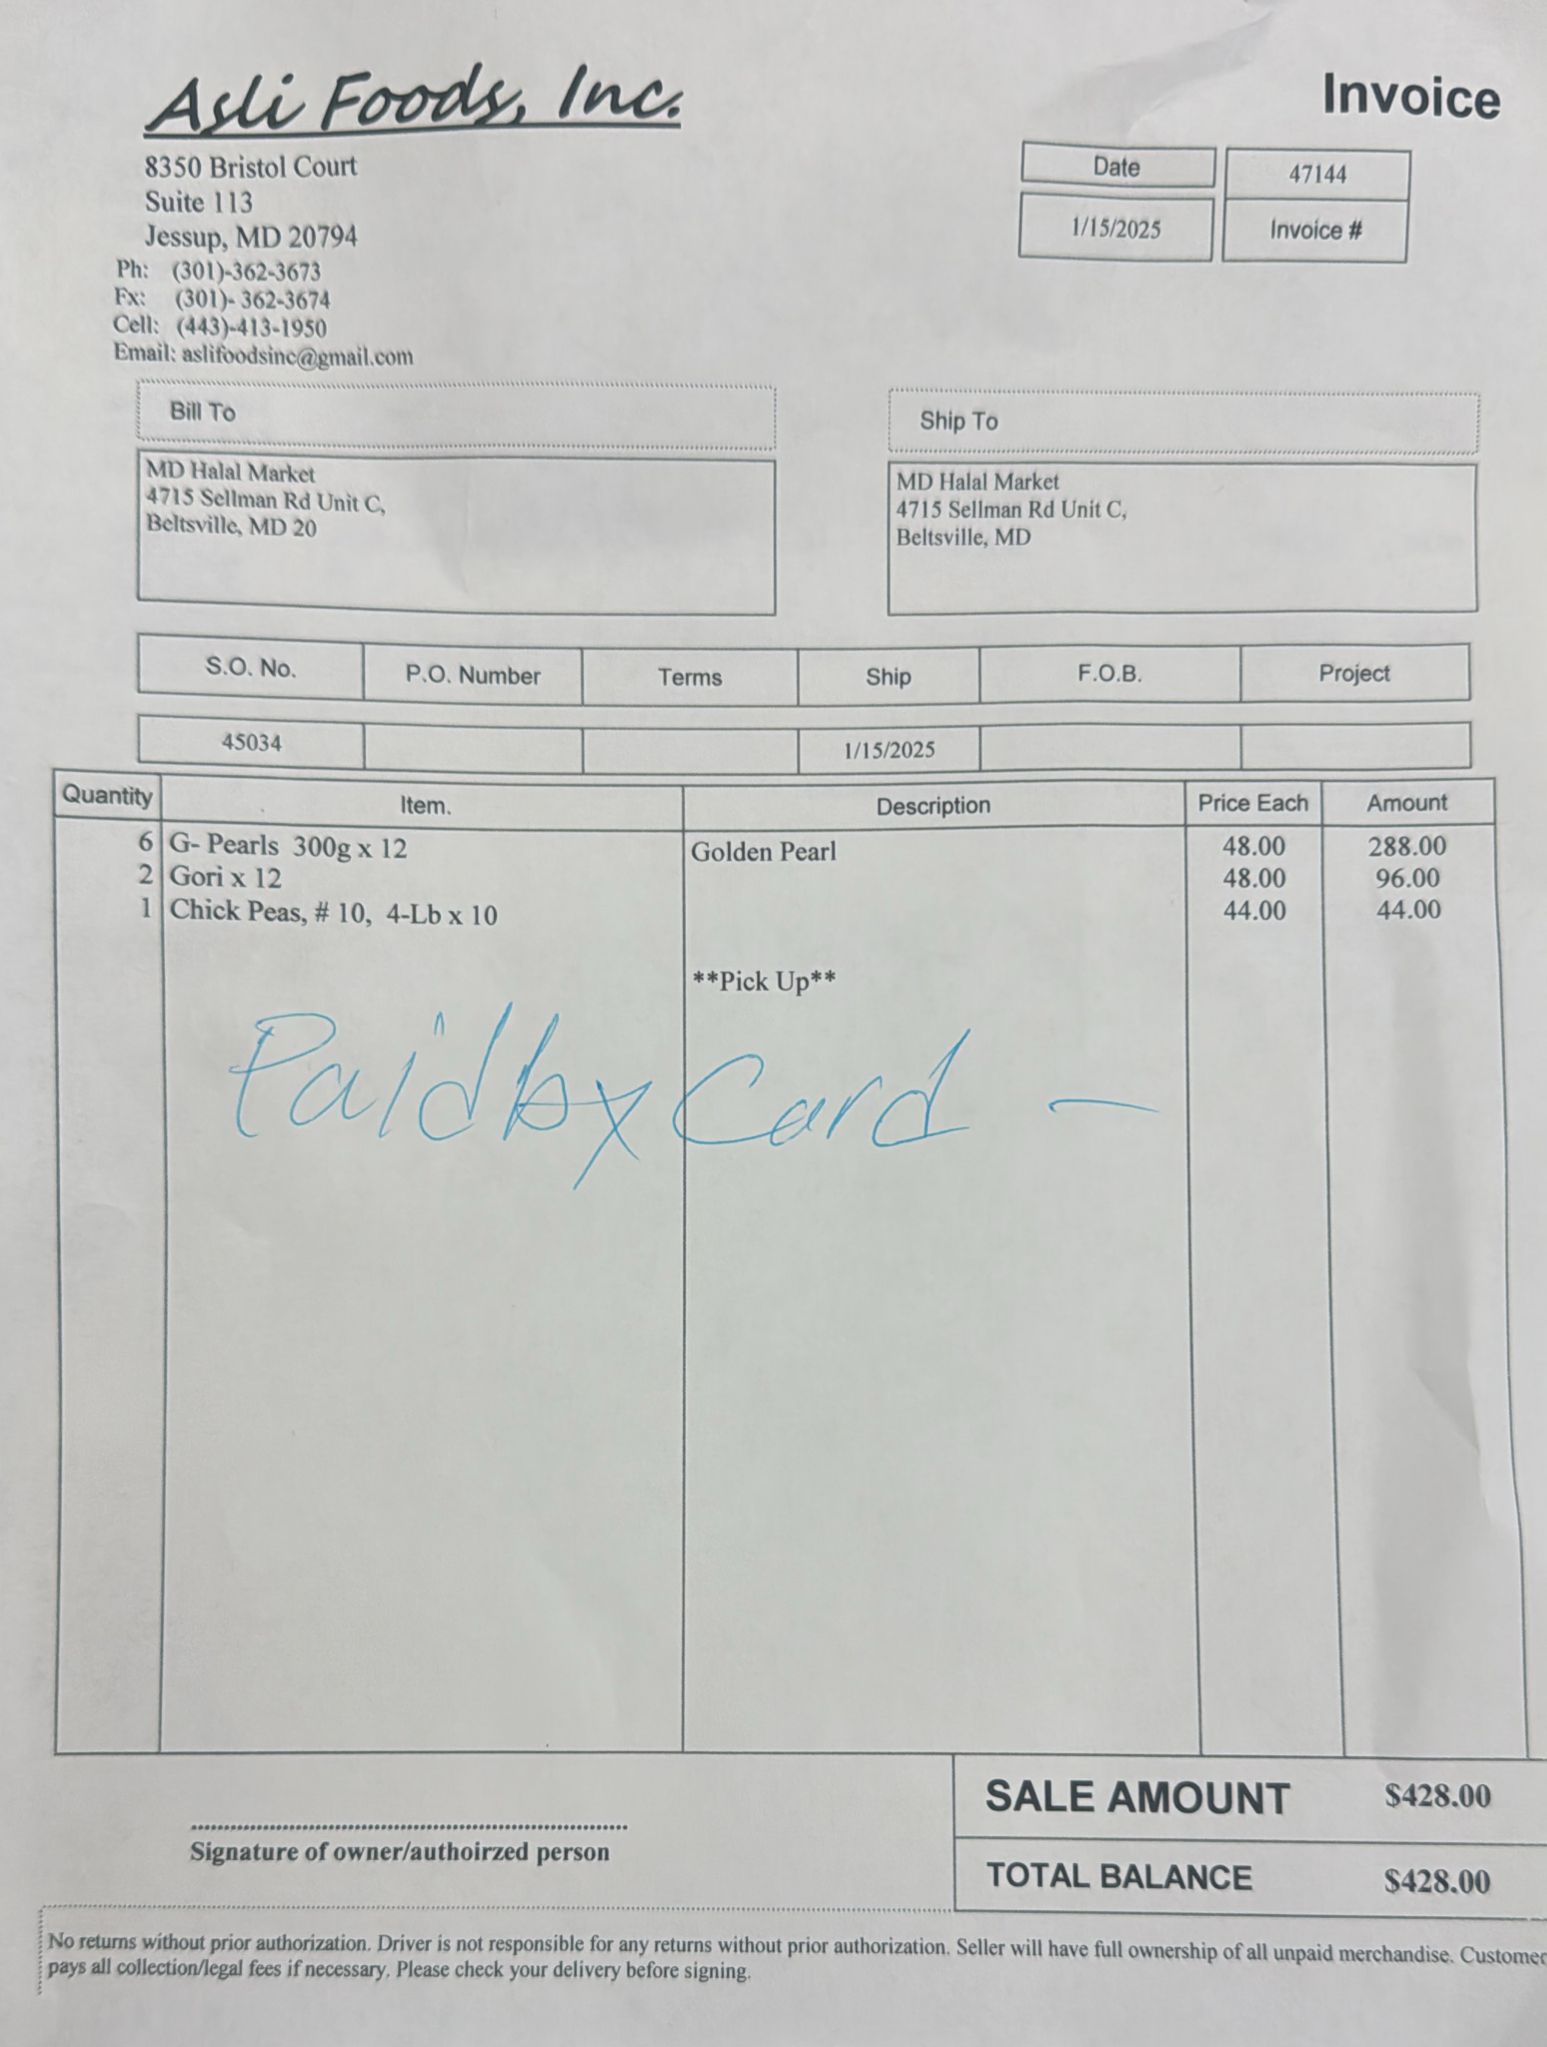 Asli Foods, Inc.
Invoice
8350 Bristol Court
Suite 113
Jessup, MD 20794
Ph: (301)-362-3673
Fx: (301)- 362-3674
Cell: (443)-413-1950
Email: aslifoodsinc@gmail.com
Date
47144
1/15/2025
Invoice #
Bill To
MD Halal Market
4715 Sellman Rd Unit C,
Beltsville, MD 20
Ship To
MD Halal Market
4715 Sellman Rd Unit C,
Beltsville, MD
S.O. No. P.O. Number Terms Ship F.O.B. Project
45034 1/15/2025
Quantity Item. Description Price Each Amount
6 G- Pearls 300g x 12 Golden Pearl 48.00 288.00
2 Gori x 12 48.00 96.00
1 Chick Peas, # 10, 4-Lb x 10 44.00 44.00
**Pick Up**
Paid by Card -
SALE AMOUNT $428.00
Signature of owner/authoirzed person
TOTAL BALANCE $428.00
No returns without prior authorization. Driver is not responsible for any returns without prior authorization. Seller will have full ownership of all unpaid merchandise. Customer
pays all collection/legal fees if necessary. Please check your delivery before signing.